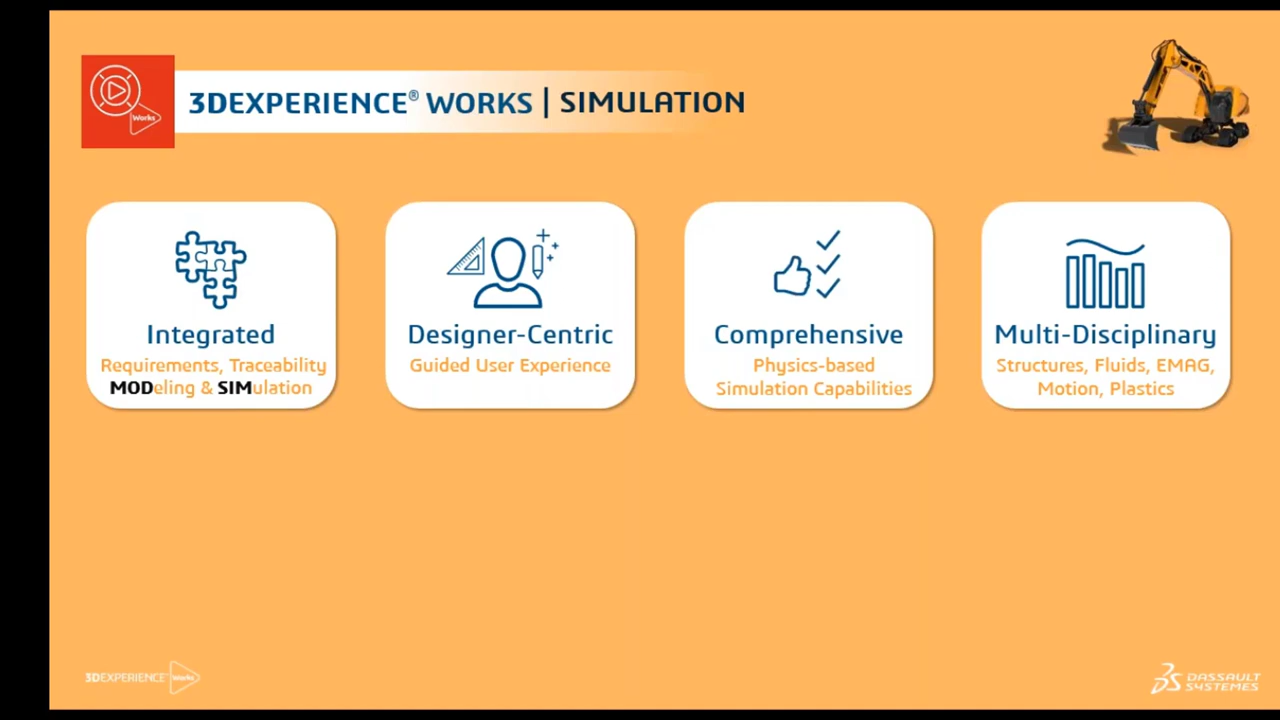 Works
3DEXPERIENCE® WORKS | SIMULATION
Integrated
Requirements, Traceability
MODeling & SIMulation
Designer-Centric
Guided User Experience
Comprehensive
Physics-based
Simulation Capabilities
Multi-Disciplinary
Structures, Fluids, EMAG,
Motion, Plastics
3DEXPERIENCE® Works
DASSAULT
SYSTEMES